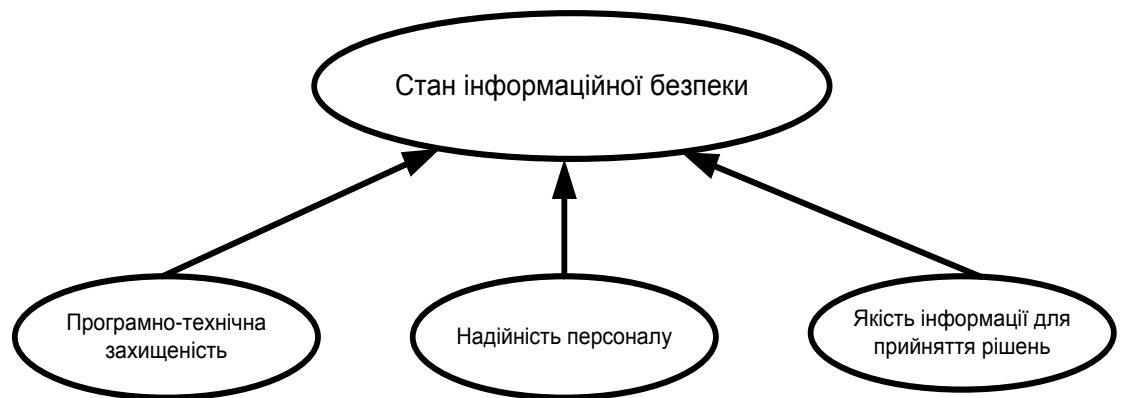 Стан інформаційної безпеки
Програмно-технічна
захищеність
Надійність персоналу
Якість інформації для
прийняття рішень